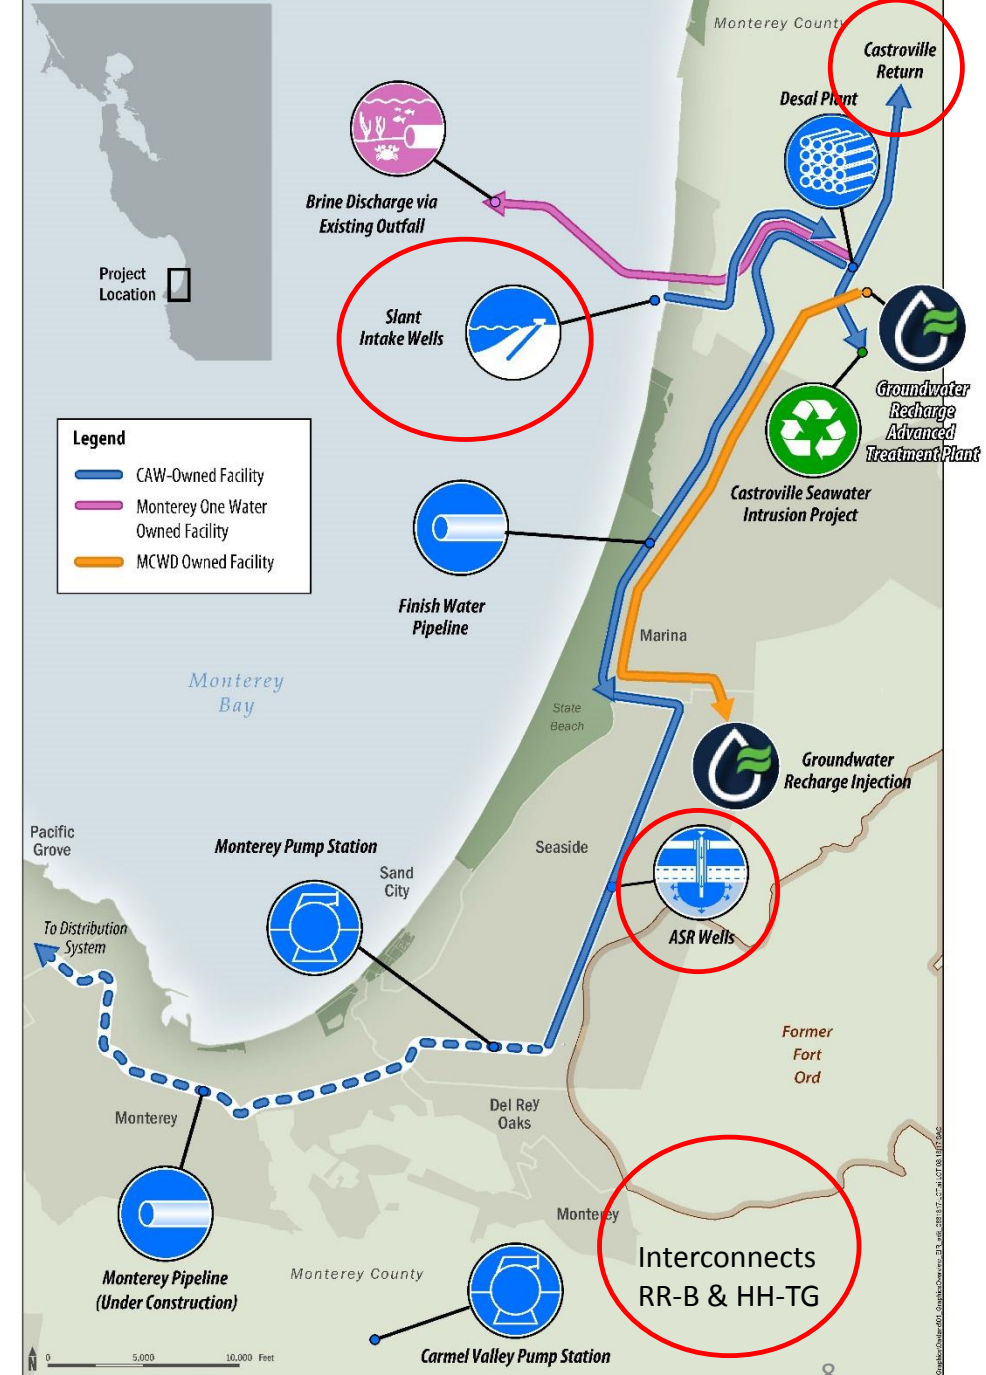 Monterey County
Castroville
Return
Desal Plant
Brine Discharge via
Existing Outfall
Project
Location
Slant
Intake Wells
Groundwater
Recharge
Advanced
Treatment Plant
Legend
CAW-Owned Facility
Monterey One Water
Owned Facility
MCWD Owned Facility
Castroville Seawater
Intrusion Project
Finish Water
Pipeline
Marina
Monterey
Bay
State
Beach
Groundwater
Recharge Injection
Pacific
Grove
Monterey Pump Station
Seaside
Sand
City
To Distribution
System
ASR Wells
Former
Fort
Ord
Monterey
Del Rey
Oaks
Monterey
Interconnects
RR-B & HH-TG
Monterey Pipeline
(Under Construction)
Monterey County
Carmel Valley Pump Station
N
0 5,000 10,000 Feet
8